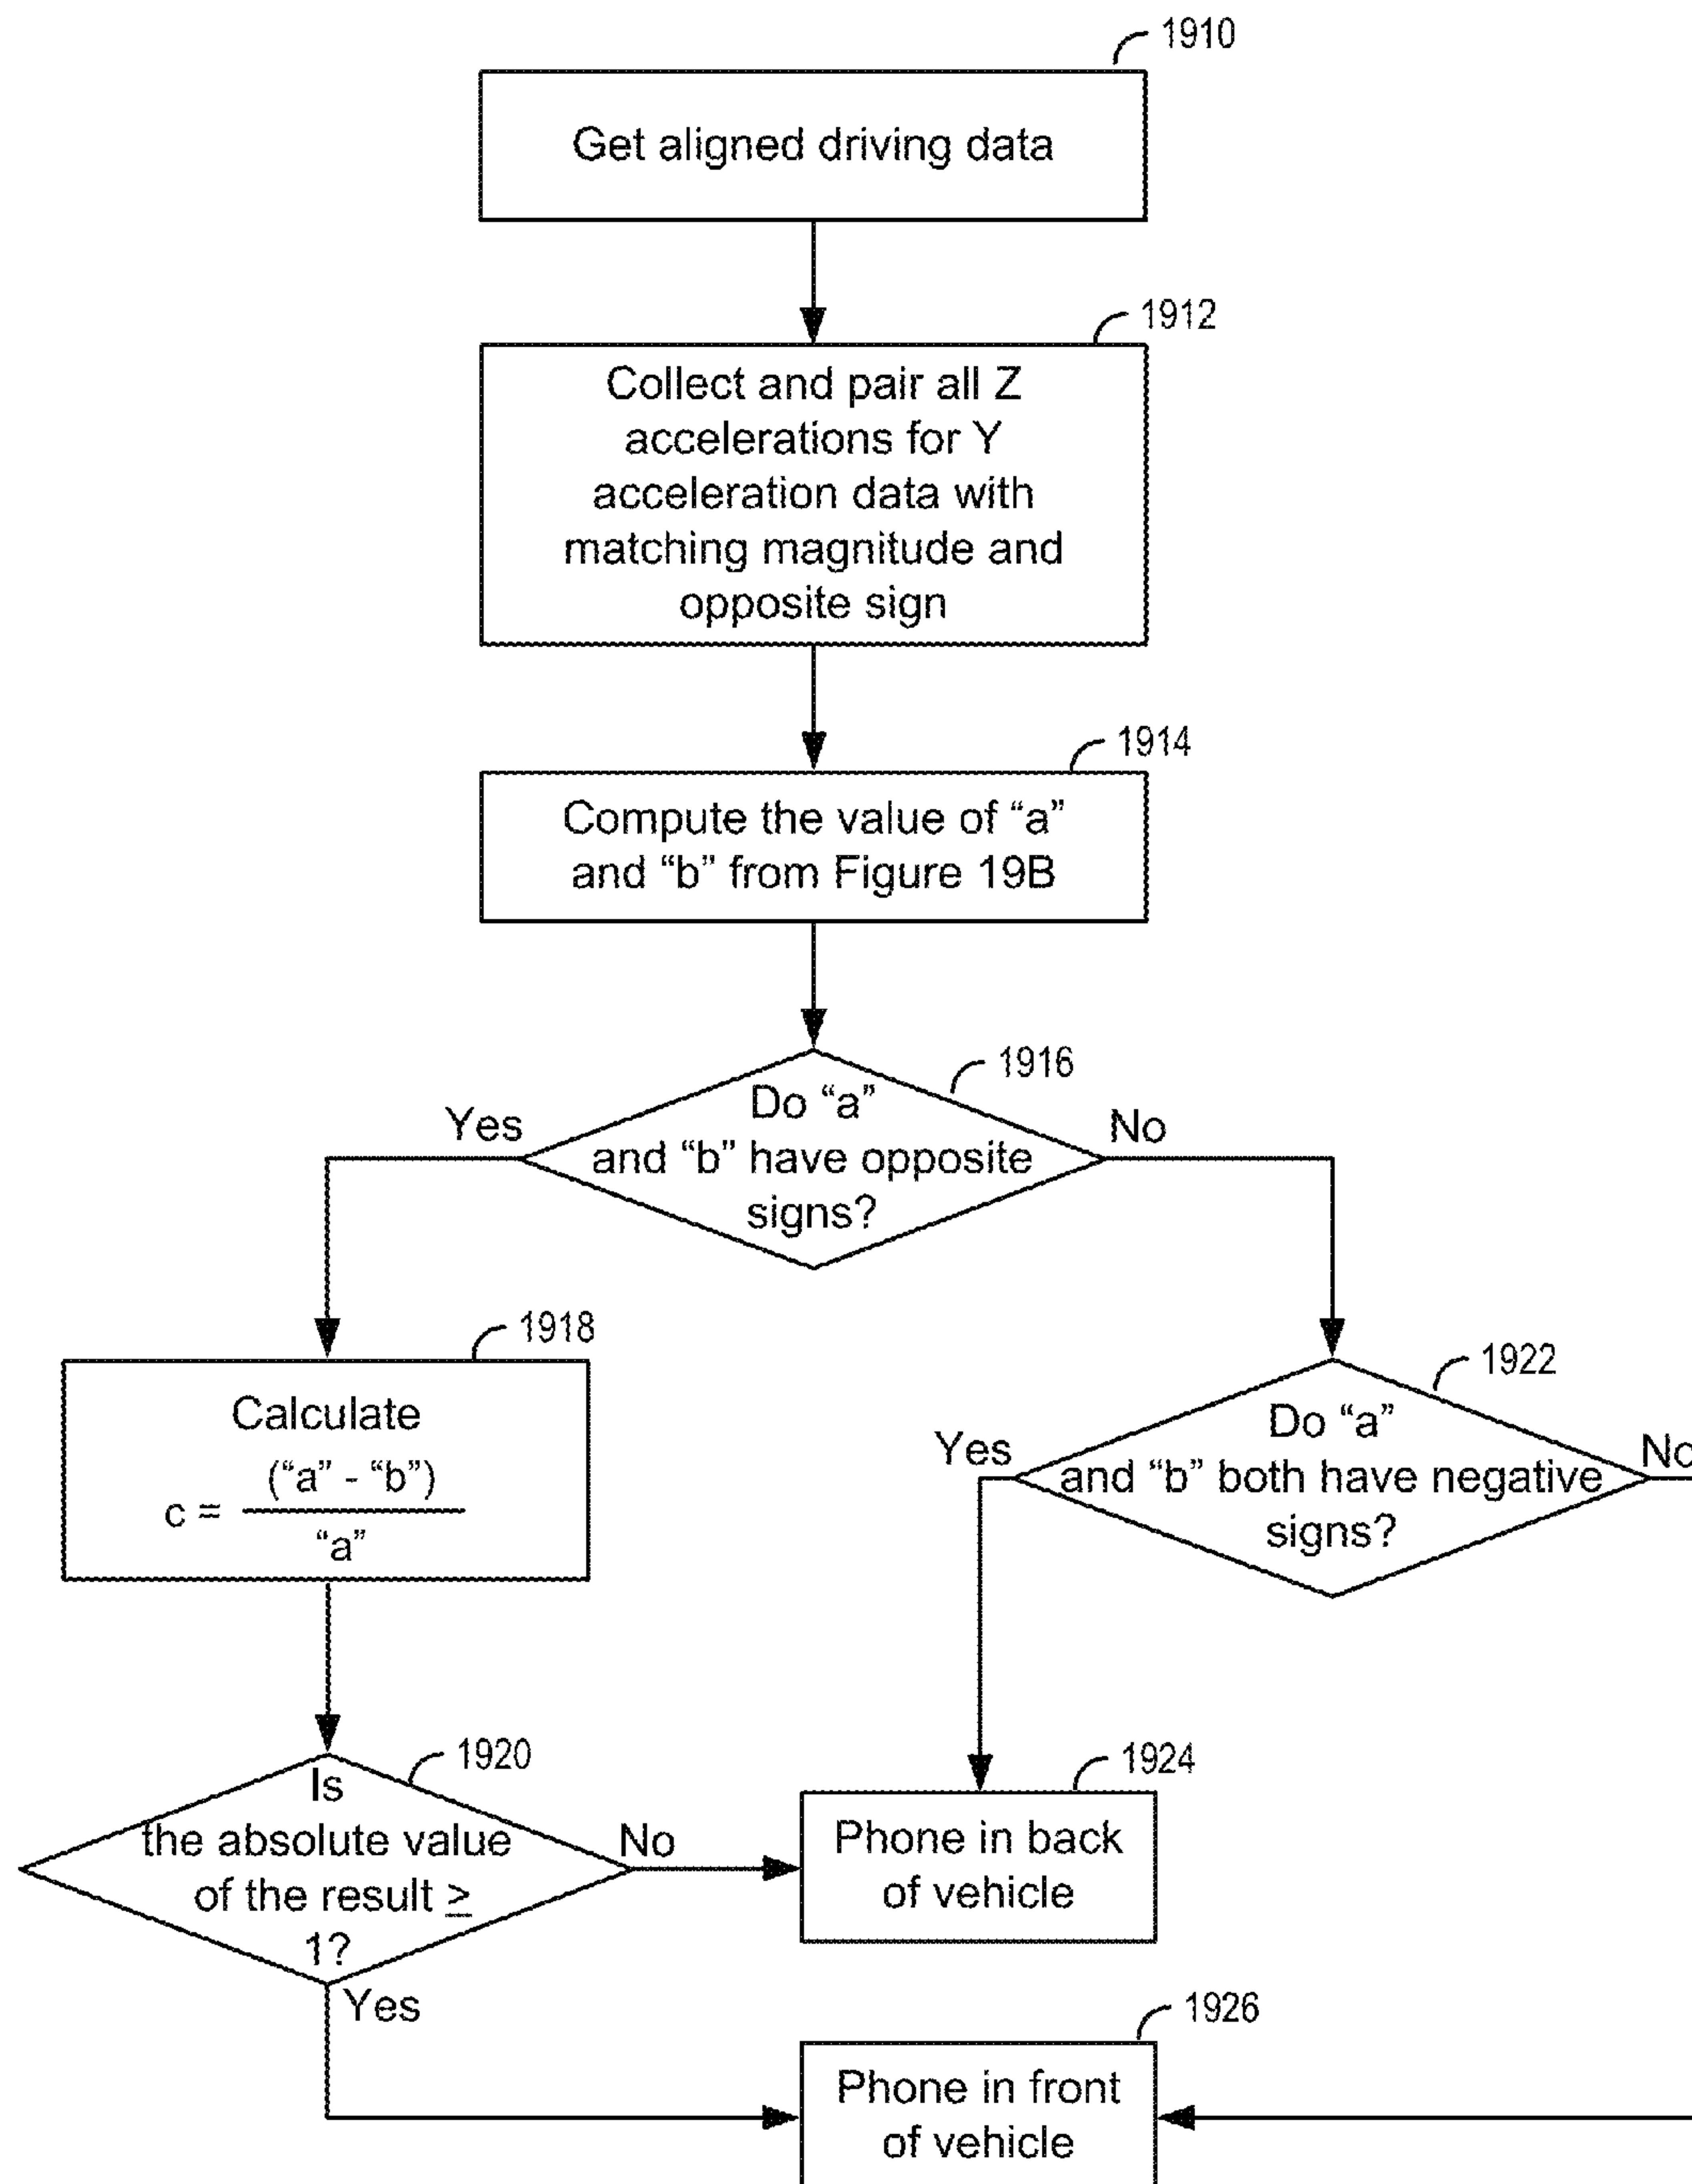 1910
Get aligned driving data
1912
Collect and pair all Z
accelerations for Y
acceleration data with
matching magnitude and
opposite sign
1914
Compute the value of “a”
and “b” from Figure 19B
1916
Do “a”
and “b” have opposite
signs?
Yes
No
1918
Calculate
c = (“a” - “b”)
“a”
1922
Do “a”
and “b” both have negative
signs?
Yes
No
1920
Is
the absolute value
of the result ≥
1?
No
Yes
1924
Phone in back
of vehicle
1926
Phone in front
of vehicle